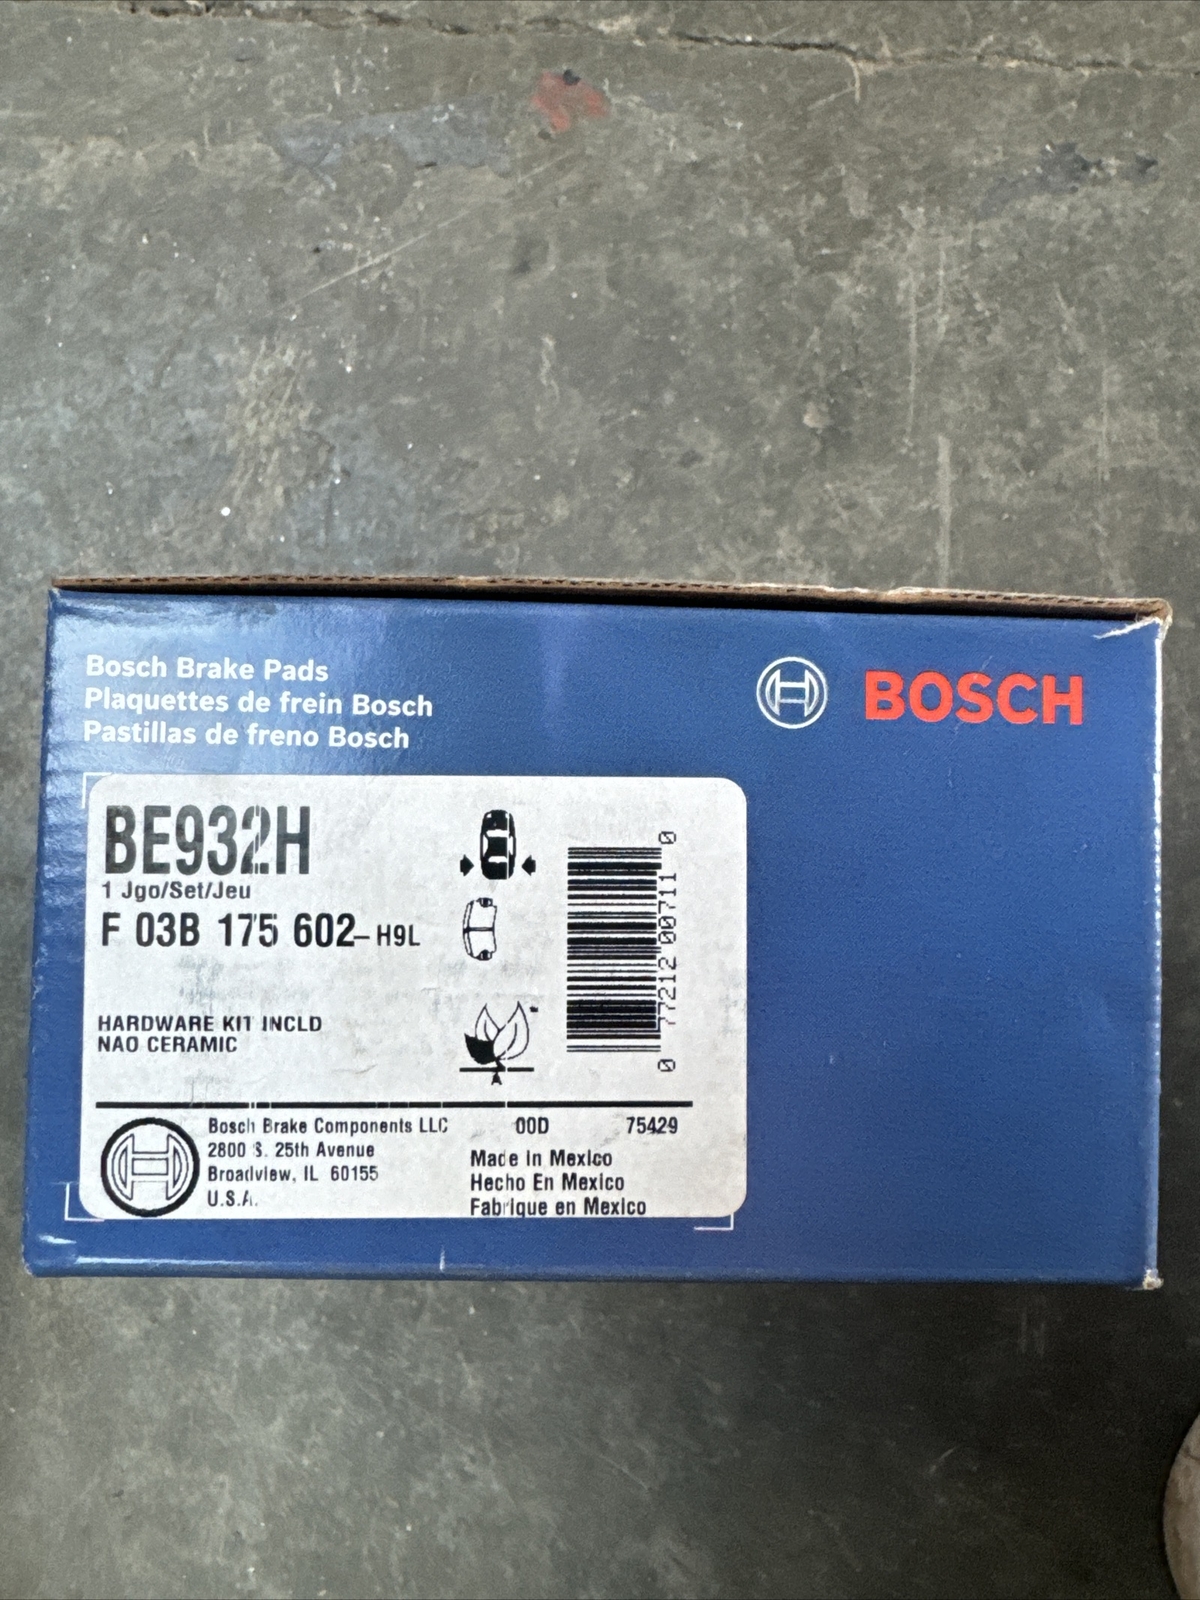 Bosch Brake Pads
Plaquettes de frein Bosch
Pastillas de freno Bosch
BOSCH
BE932H
1 Jgo/Set/Jeu
F 03B 175 602-H9L
HARDWARE KIT INCLD
NAO CERAMIC
0 77212 00711 0
A
Bosch Brake Components LLC
2800 S. 25th Avenue
Broadview, IL 60155
U.S.A.
00D 75429
Made In Mexico
Hecho En Mexico
Fabrique en Mexico